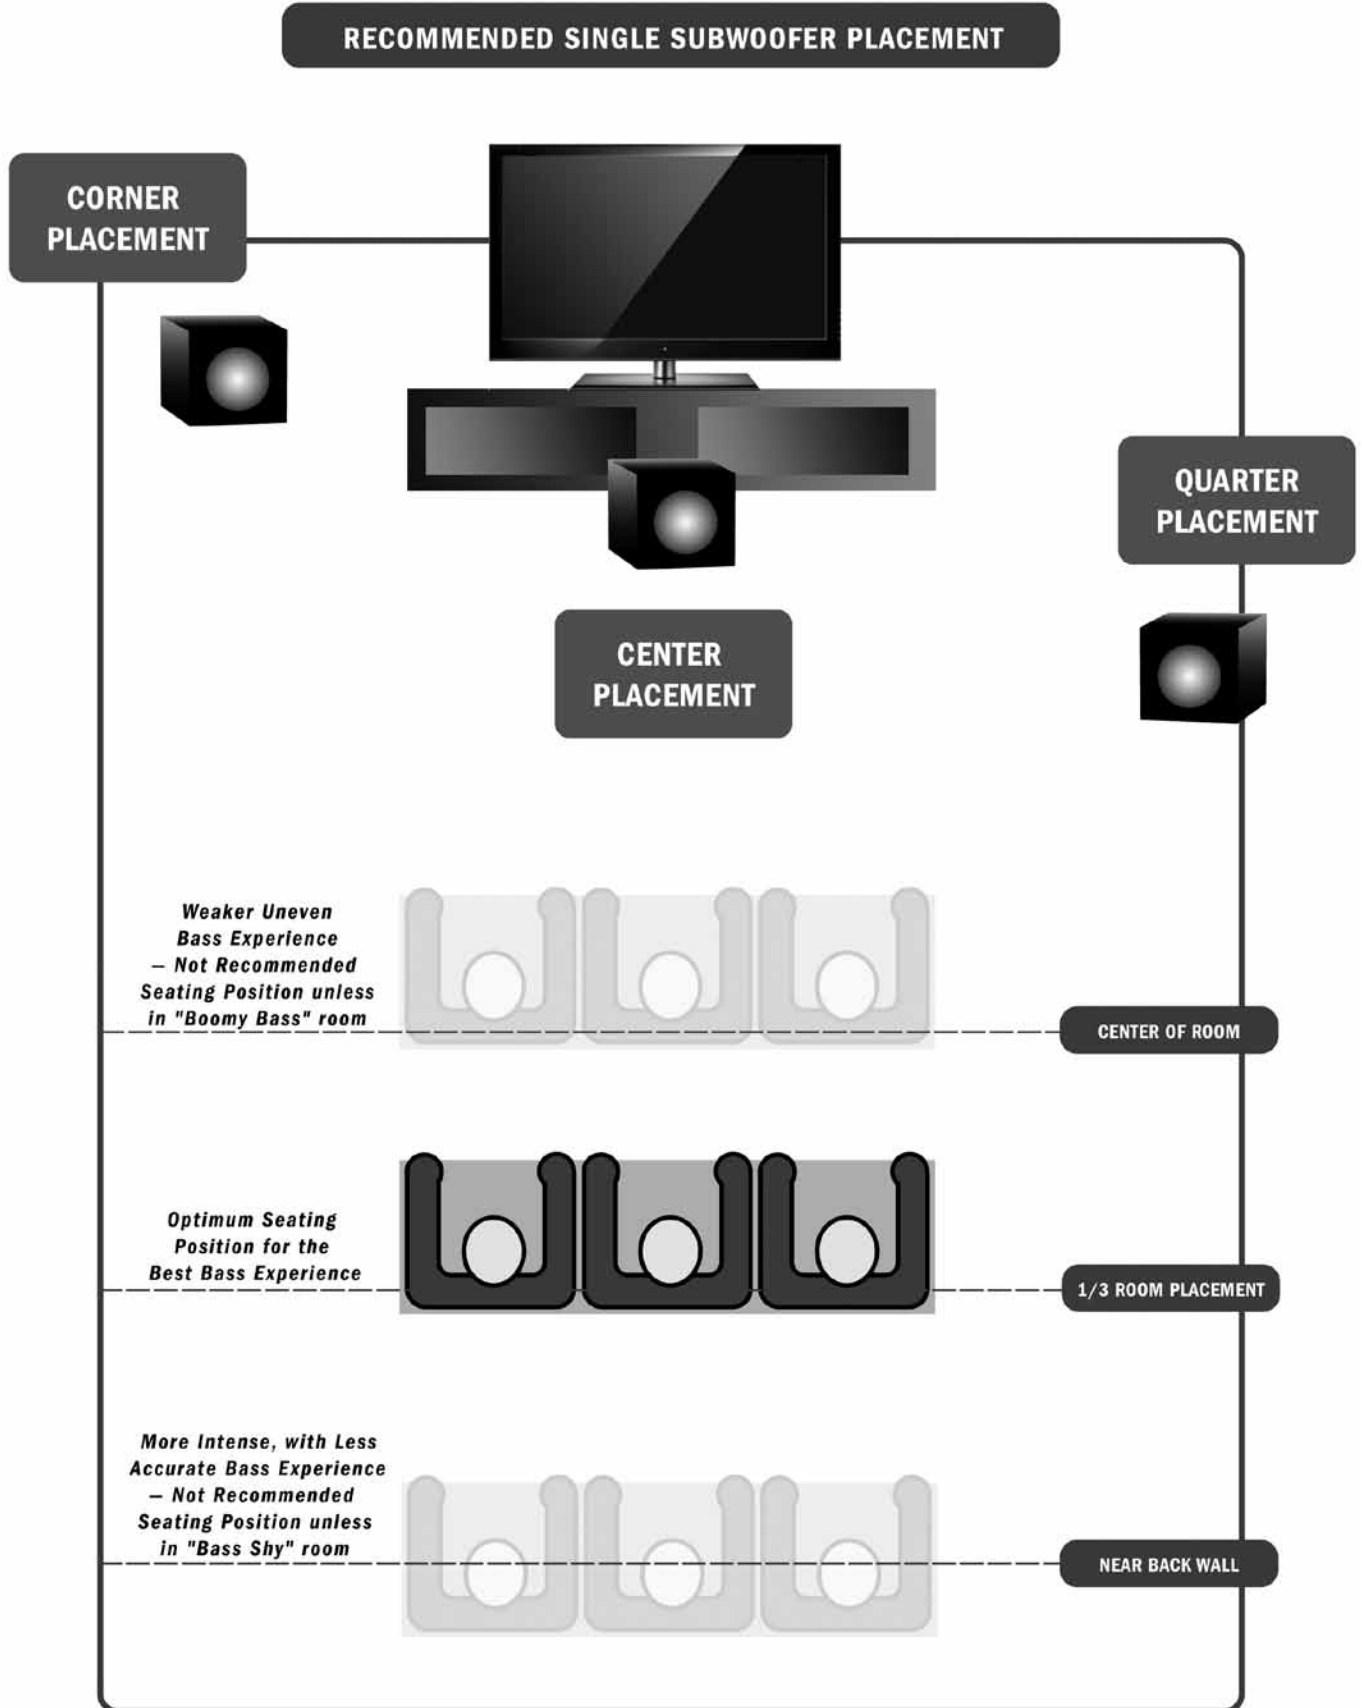 RECOMMENDED SINGLE SUBWOOFER PLACEMENT
CORNER
PLACEMENT
QUARTER
PLACEMENT
CENTER
PLACEMENT
Weaker Uneven
Bass Experience
— Not Recommended
Seating Position unless
in "Boomy Bass" room
CENTER OF ROOM
Optimum Seating
Position for the
Best Bass Experience
1/3 ROOM PLACEMENT
More Intense, with Less
Accurate Bass Experience
— Not Recommended
Seating Position unless
in "Bass Shy" room
NEAR BACK WALL